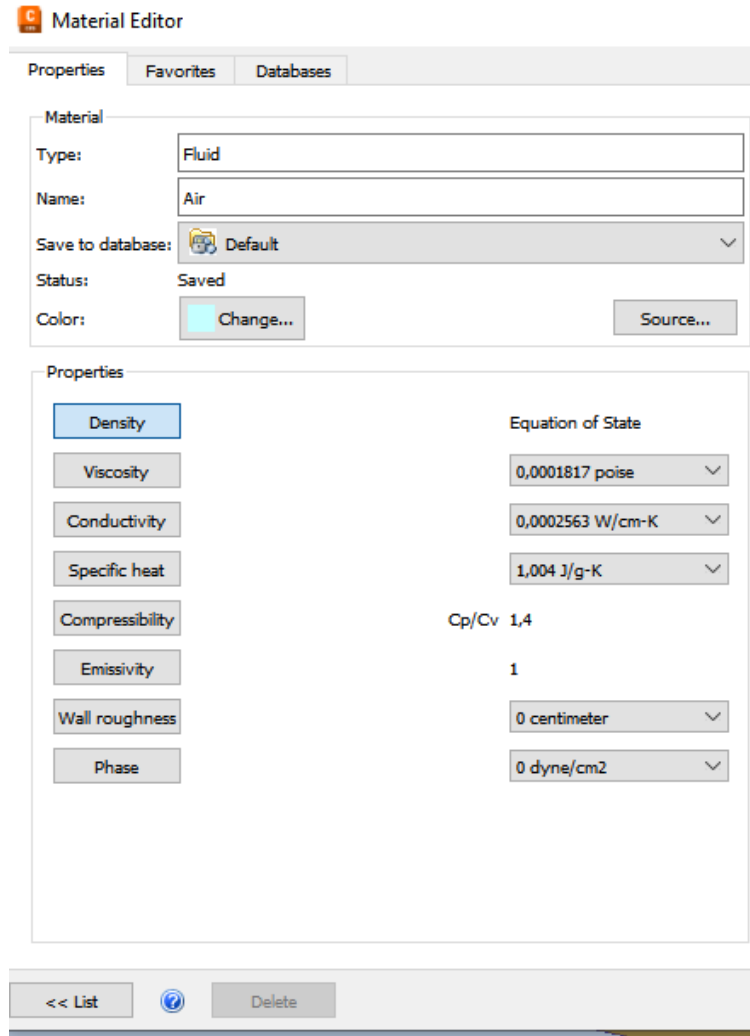 Material Editor
Properties Favorites Databases
Material
Type: Fluid
Name: Air
Save to database: Default
Status: Saved
Color: Change... Source...
Properties
Density Equation of State
Viscosity 0,0001817 poise
Conductivity 0,0002563 W/cm-K
Specific heat 1,004 J/g-K
Compressibility Cp/Cv 1,4
Emissivity 1
Wall roughness 0 centimeter
Phase 0 dyne/cm2
<< List ? Delete